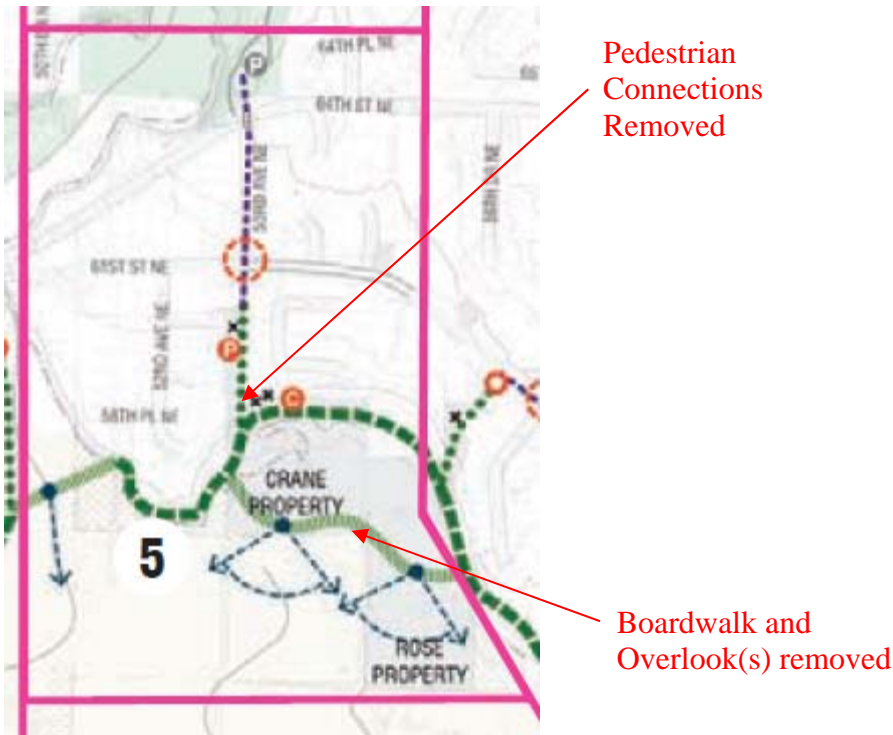 64TH PL NE
64TH ST NE
53RD AVE NE
61ST ST NE
52RD AVE NE
58TH PL NE
P
P
CRANE
PROPERTY
5
ROSE
PROPERTY
Pedestrian
Connections
Removed
Boardwalk and
Overlook(s) removed